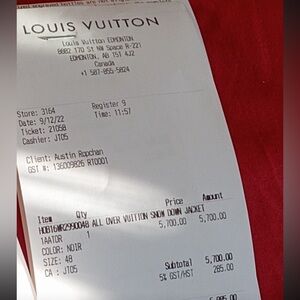 LOUIS VUITTON
Louis Vuitton EDMONTON
8882 170 St NW Space R-221
EDMONTON, AB T5T 4J2
Canada
+1 587-855-5824
Store: 3164
Register 9
Date: 9/12/22
Time: 11:57
Ticket: 21058
Cashier: JT05
Client: Austin Ropchan
GST #: 136009826 RT0001
Item Qty Price Amount
ALL OVER VUITTON SNOW DOWN JACKET
1AATOR 1 5,700.00 5,700.00
COLOR: NO1R
SIZE: 48
CA : JT05
Subtotal 5,700.00
5% GST/HST 285.00